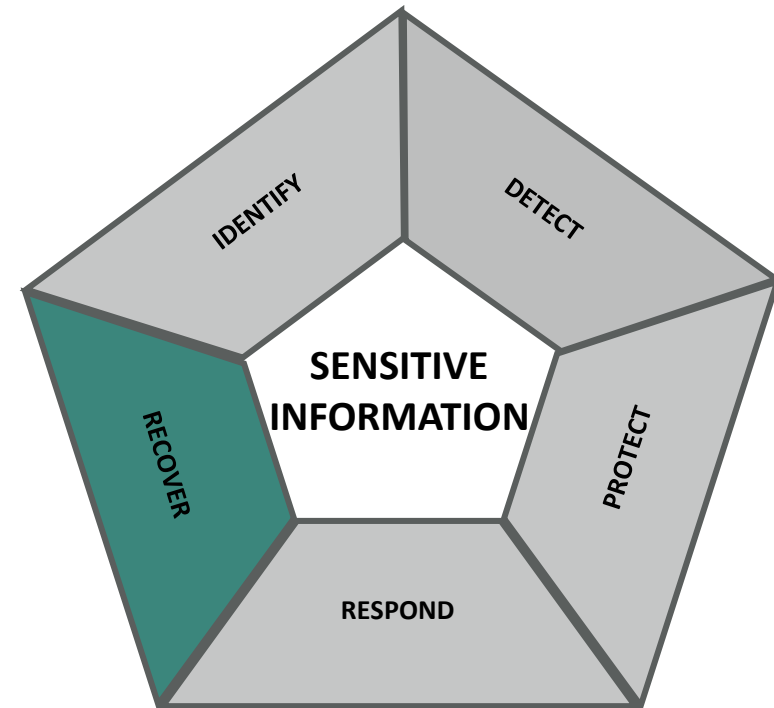 IDENTIFY
DETECT
SENSITIVE
INFORMATION
RECOVER
PROTECT
RESPOND